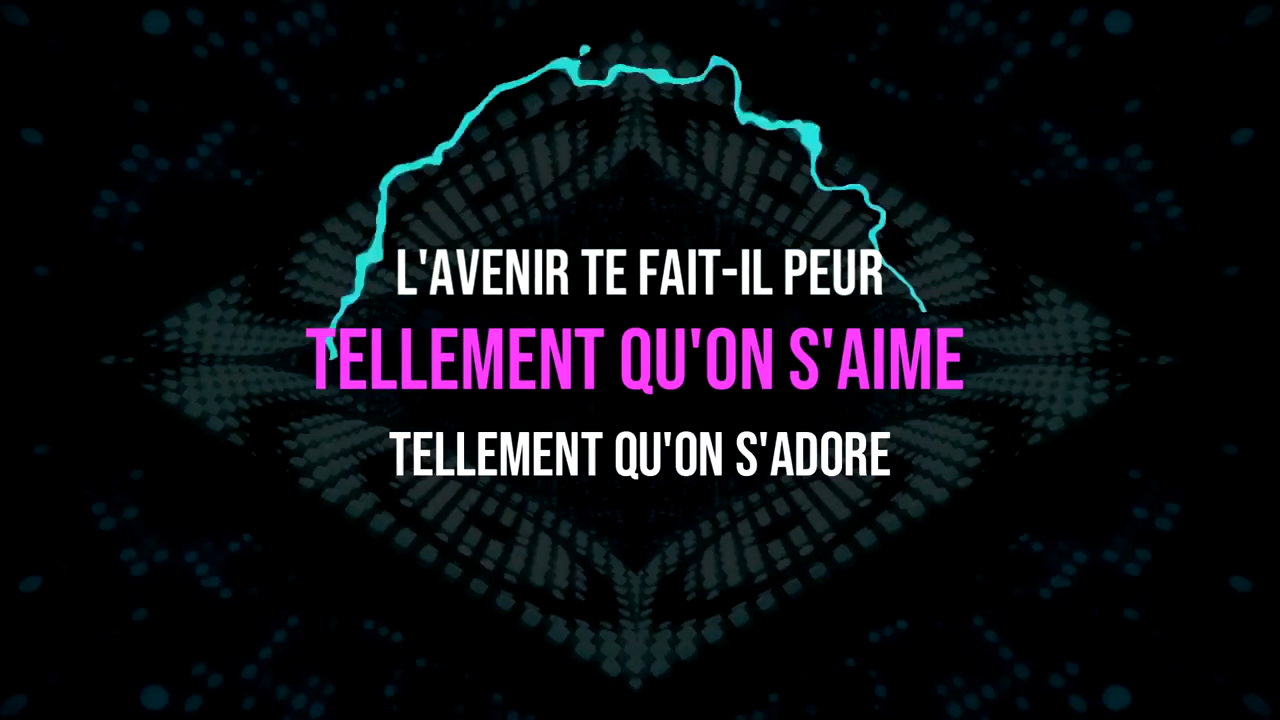 L'AVENIR TE FAIT-IL PEUR
TELLEMENT QU'ON S'AIME
TELLEMENT QU'ON S'ADORE